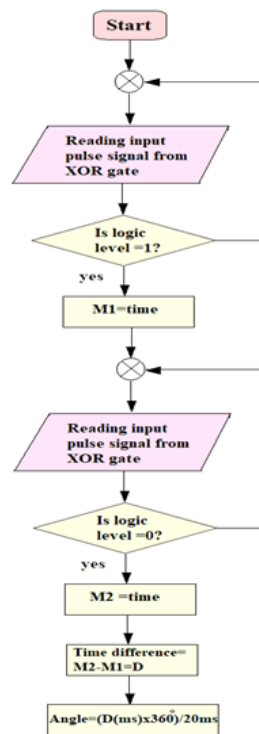 Start
Reading input
pulse signal from
XOR gate
Is logic
level =1?
yes
M1=time
Reading input
pulse signal from
XOR gate
Is logic
level =0?
yes
M2 =time
Time difference=
M2-M1=D
Angle=(D(ms)x360°)/20ms